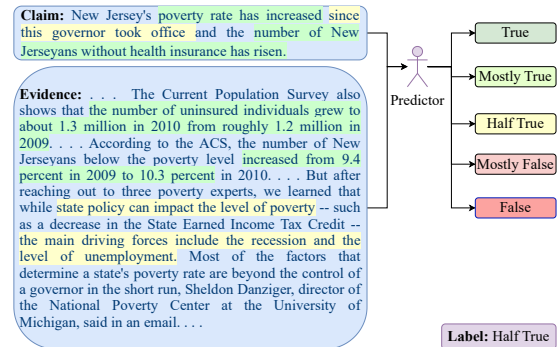 Claim: New Jersey's poverty rate has increased since
this governor took office and the number of New
Jerseyans without health insurance has risen.
Evidence: . . . The Current Population Survey also
shows that the number of uninsured individuals grew to
about 1.3 million in 2010 from roughly 1.2 million in
2009. . . . According to the ACS, the number of New
Jerseyans below the poverty level increased from 9.4
percent in 2009 to 10.3 percent in 2010. . . . But after
reaching out to three poverty experts, we learned that
while state policy can impact the level of poverty -- such
as a decrease in the State Earned Income Tax Credit --
the main driving forces include the recession and the
level of unemployment. Most of the factors that
determine a state's poverty rate are beyond the control
of a governor in the short run, Sheldon Danziger, director of
the National Poverty Center at the University of
Michigan, said in an email. . . .
Predictor
True
Mostly True
Half True
Mostly False
False
Label: Half True